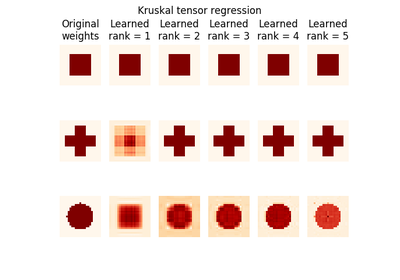 Kruskal tensor regression
Original Learned Learned Learned Learned Learned
weights rank = 1 rank = 2 rank = 3 rank = 4 rank = 5